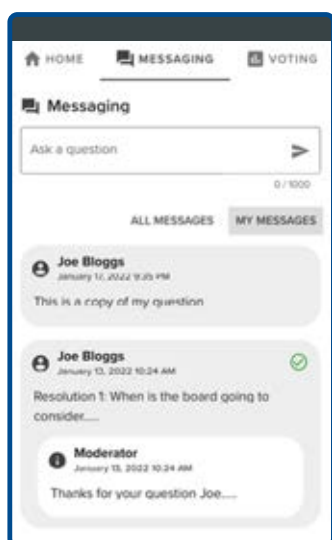 HOME MESSAGING VOTING
Messaging
Ask a question
0/1000
ALL MESSAGES MY MESSAGES
Joe Bloggs
January 17, 2022 9:35 PM
This is a copy of my question
Joe Bloggs
January 13, 2022 10:24 AM
Resolution 1: When is the board going to
consider.....
Moderator
January 13, 2022 10:24 AM
Thanks for your question Joe.....